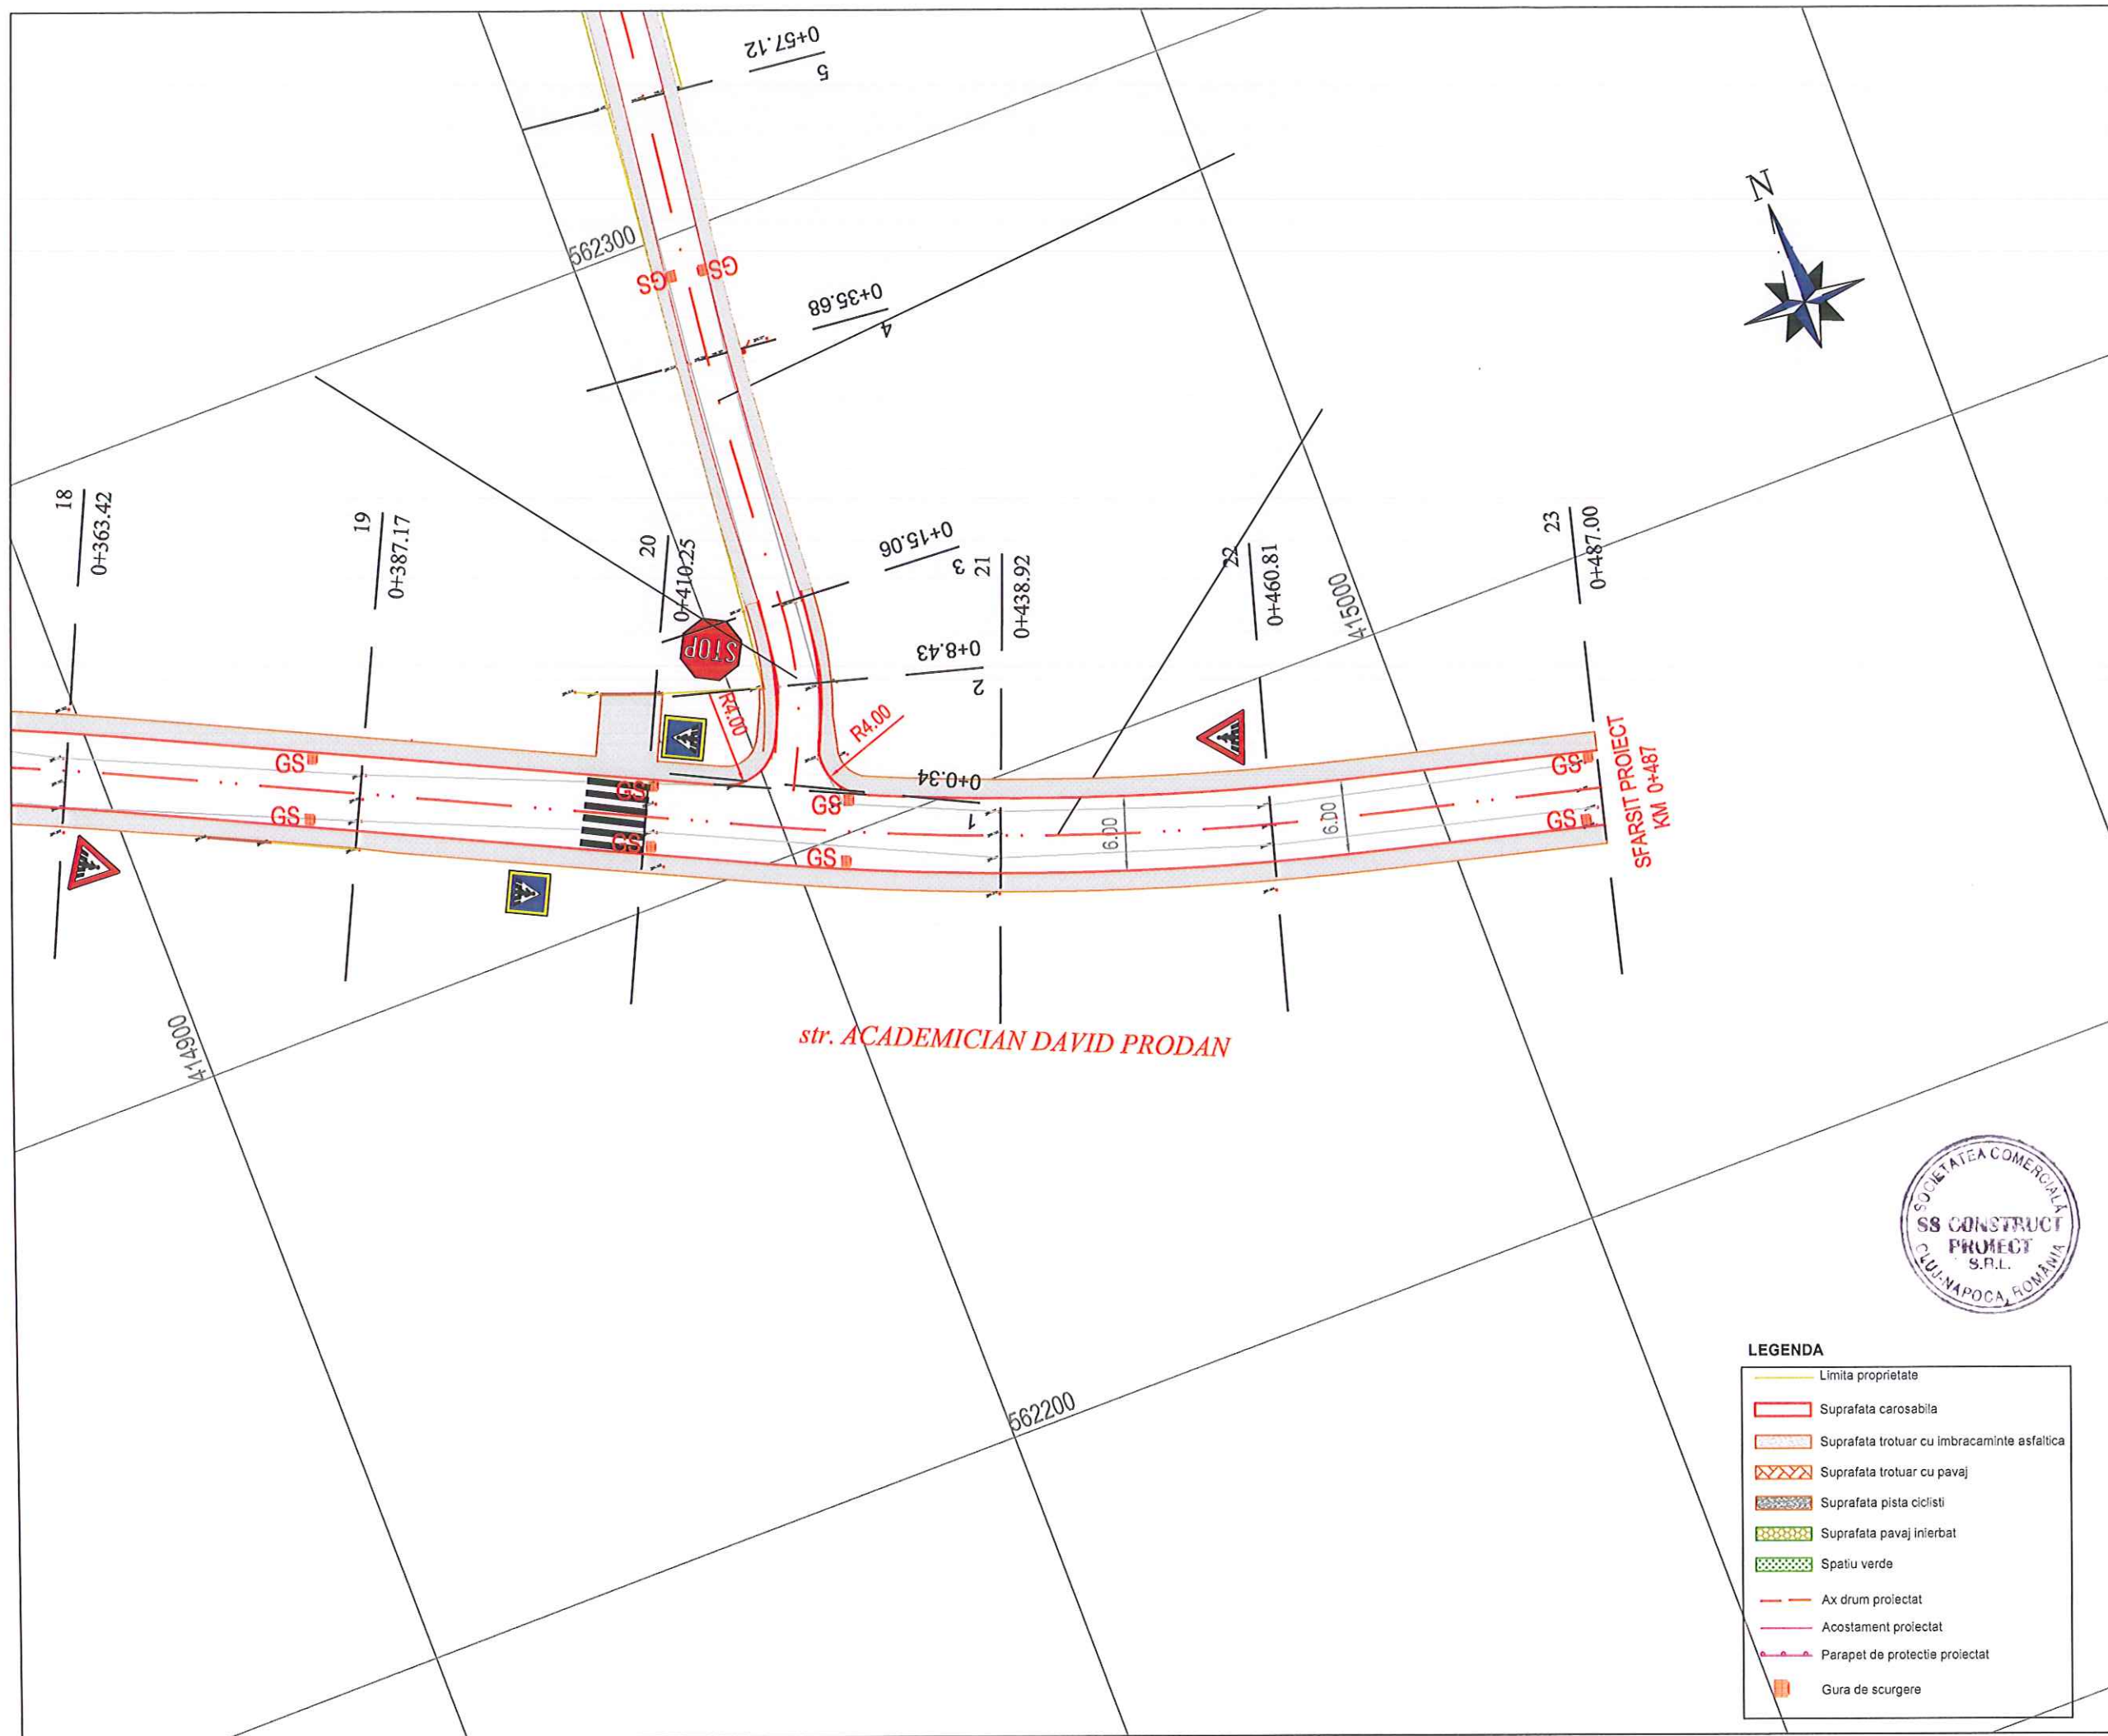 0+57.12
5
N
562300
GS
GS
0+35.68
4
18
0+363.42
19
0+387.17
20
0+410.25
0+15.06
3
21
0+438.92
22
0+460.81
23
0+487.00
415000
STOP
0+8.43
2
R4.00
R4.00
GS
GS
GS
GS
0+0.34
1
GS
GS
6.00
6.00
GS
GS
SFARSIT PROIECT
KM 0+487
414900
str. ACADEMICIAN DAVID PRODAN
SOCIETATEA COMERCIALĂ
SS CONSTRUCT
PROIECT
S.R.L.
CLUJ-NAPOCA, ROMÂNIA
562200
LEGENDA
Limita proprietate
Suprafata carosabila
Suprafata trotuar cu imbracaminte asfaltica
Suprafata trotuar cu pavaj
Suprafata pista ciclisti
Suprafata pavaj inierbat
Spatiu verde
Ax drum proiectat
Acostament proiectat
Parapet de protectie proiectat
Gura de scurgere